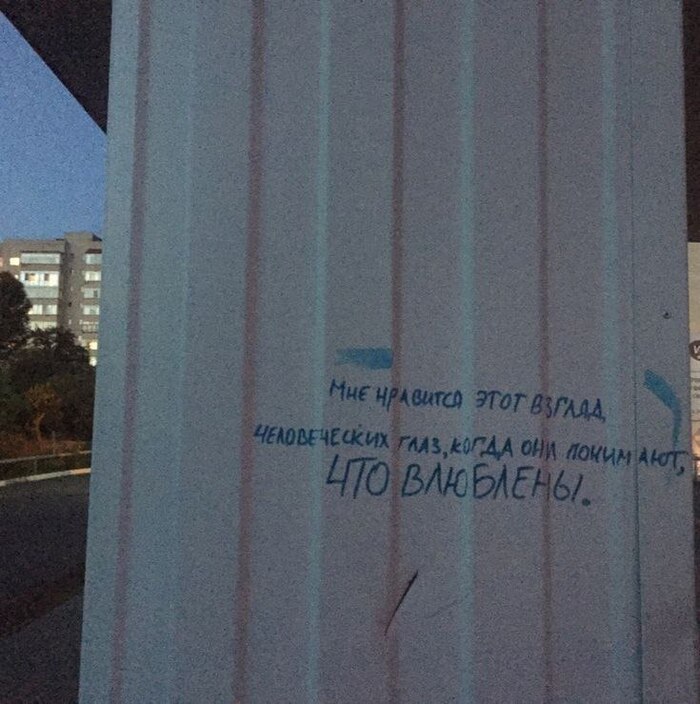 Мне нравится этот взгляд
человеческих глаз, когда они понимают,
что влюблены.